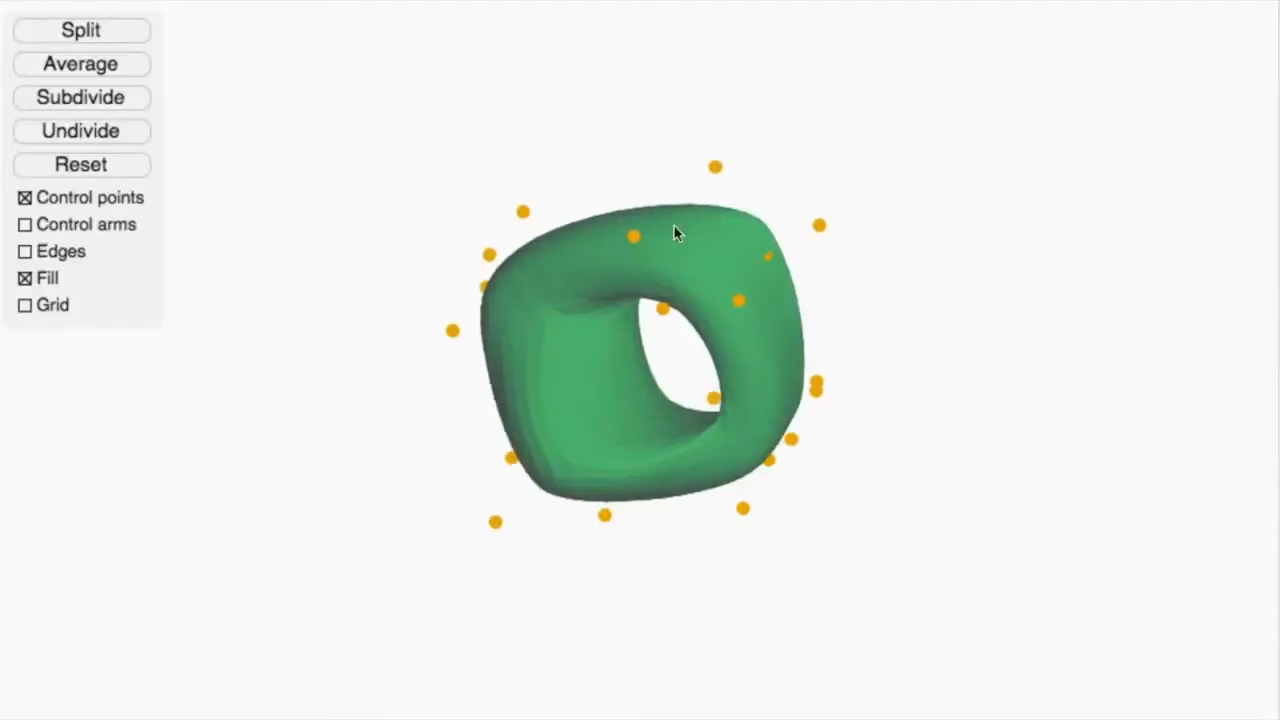 Split
Average
Subdivide
Undivide
Reset
Control points
Control arms
Edges
Fill
Grid